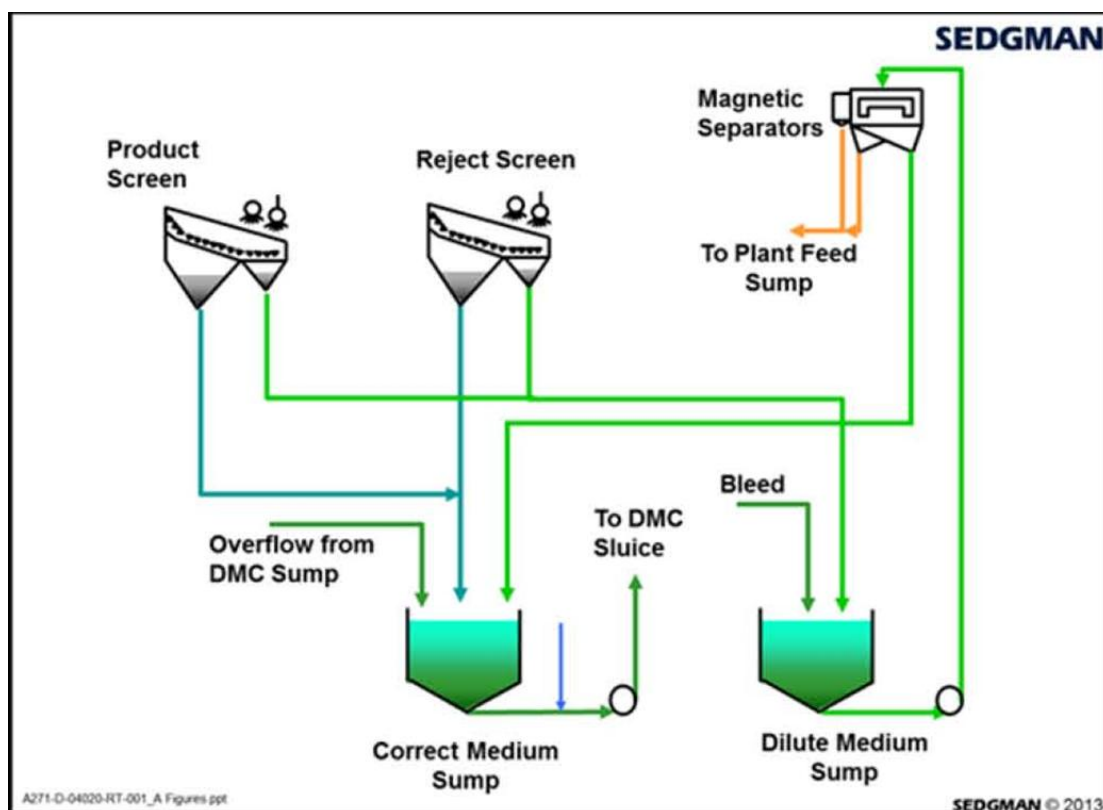 SEDGMAN
Magnetic
Separators
Product
Screen
Reject Screen
To Plant Feed
Sump
Bleed
To DMC
Sluice
Overflow from
DMC Sump
Correct Medium
Sump
Dilute Medium
Sump
A271-D-04020-RT-001_A Figures.ppt
SEDGMAN © 2013